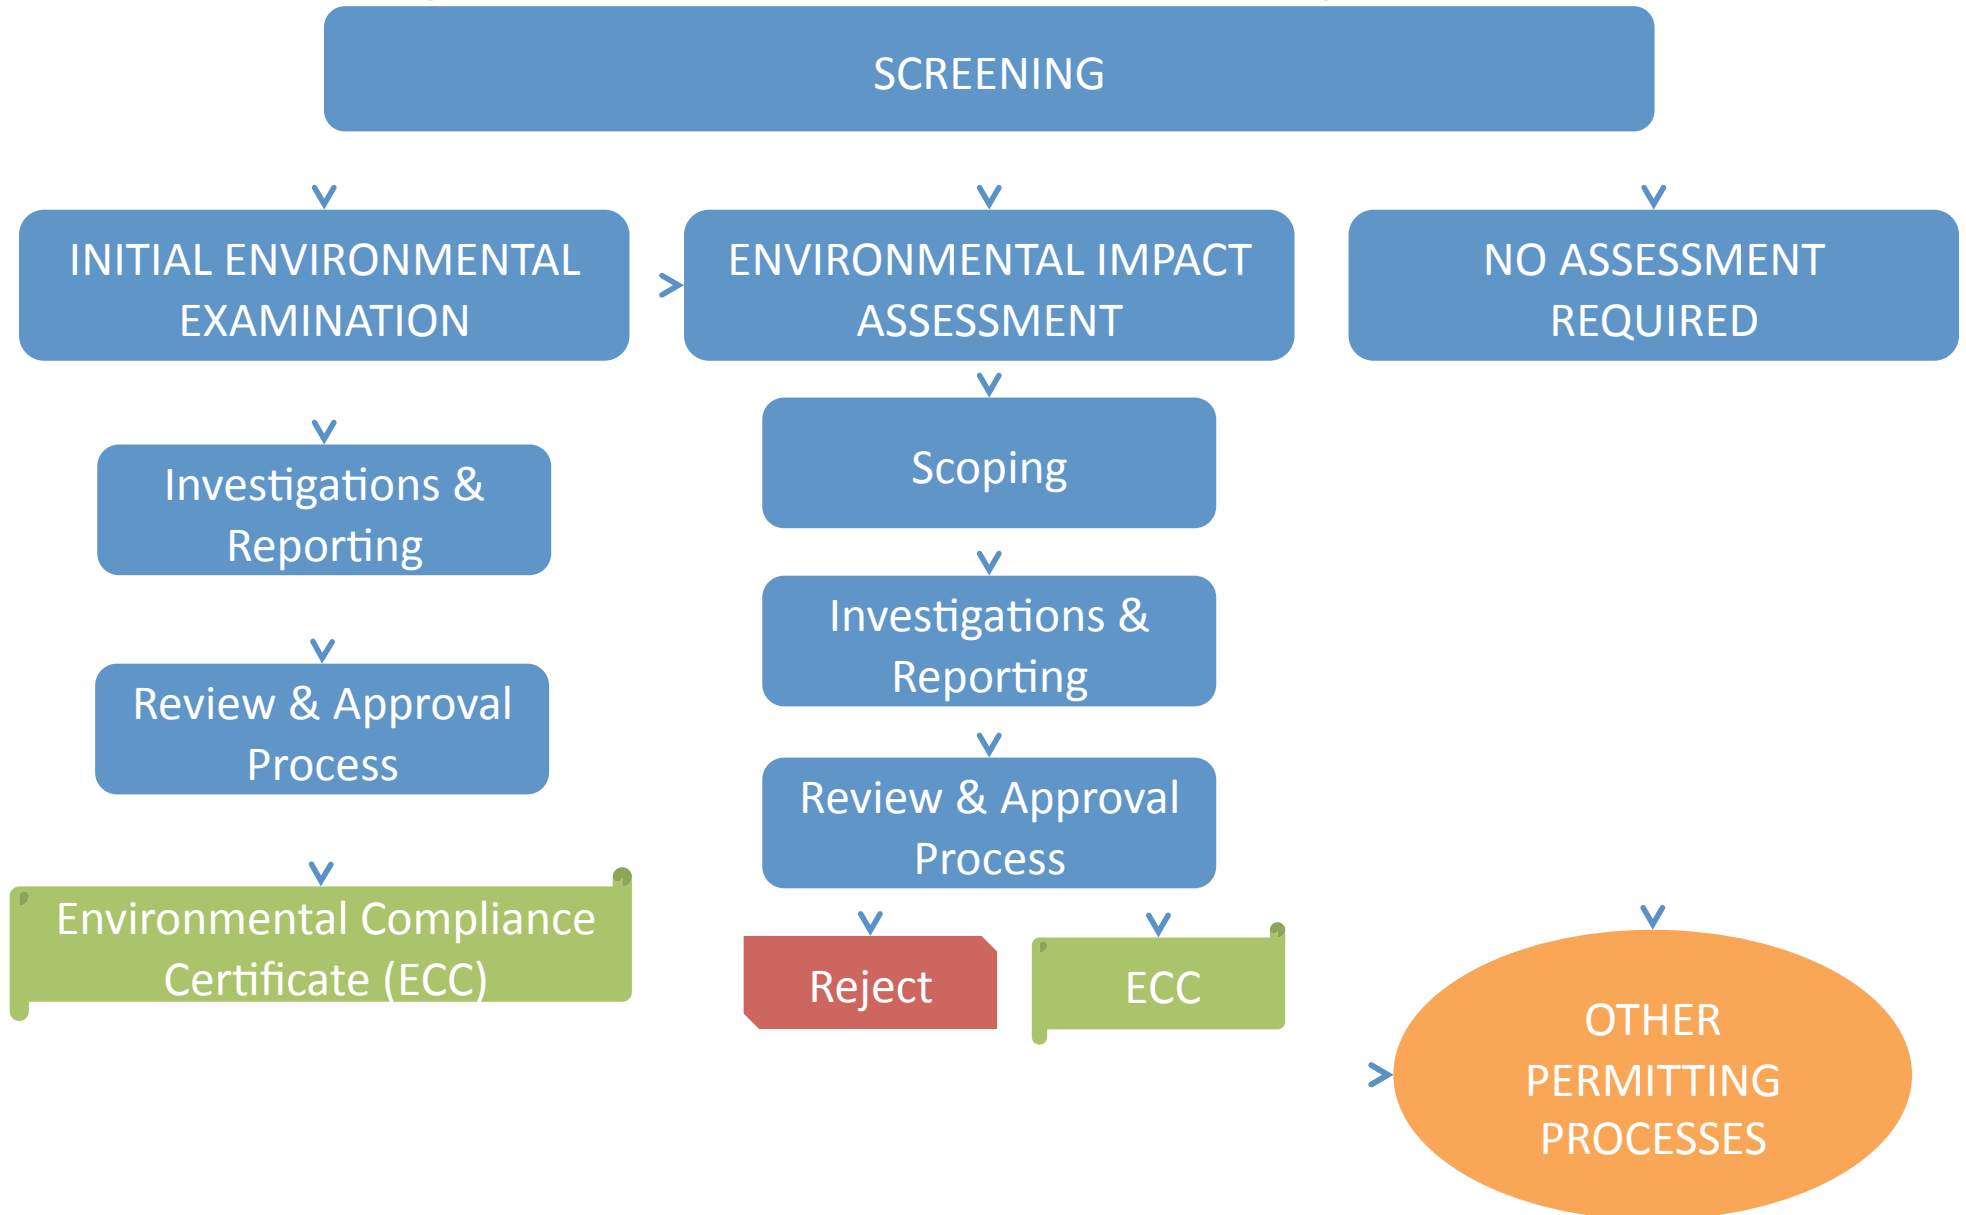 SCREENING
INITIAL ENVIRONMENTAL
EXAMINATION
ENVIRONMENTAL IMPACT
ASSESSMENT
NO ASSESSMENT
REQUIRED
Investigations &
Reporting
Review & Approval
Process
Environmental Compliance
Certificate (ECC)
Scoping
Investigations &
Reporting
Review & Approval
Process
Reject
ECC
OTHER
PERMITTING
PROCESSES